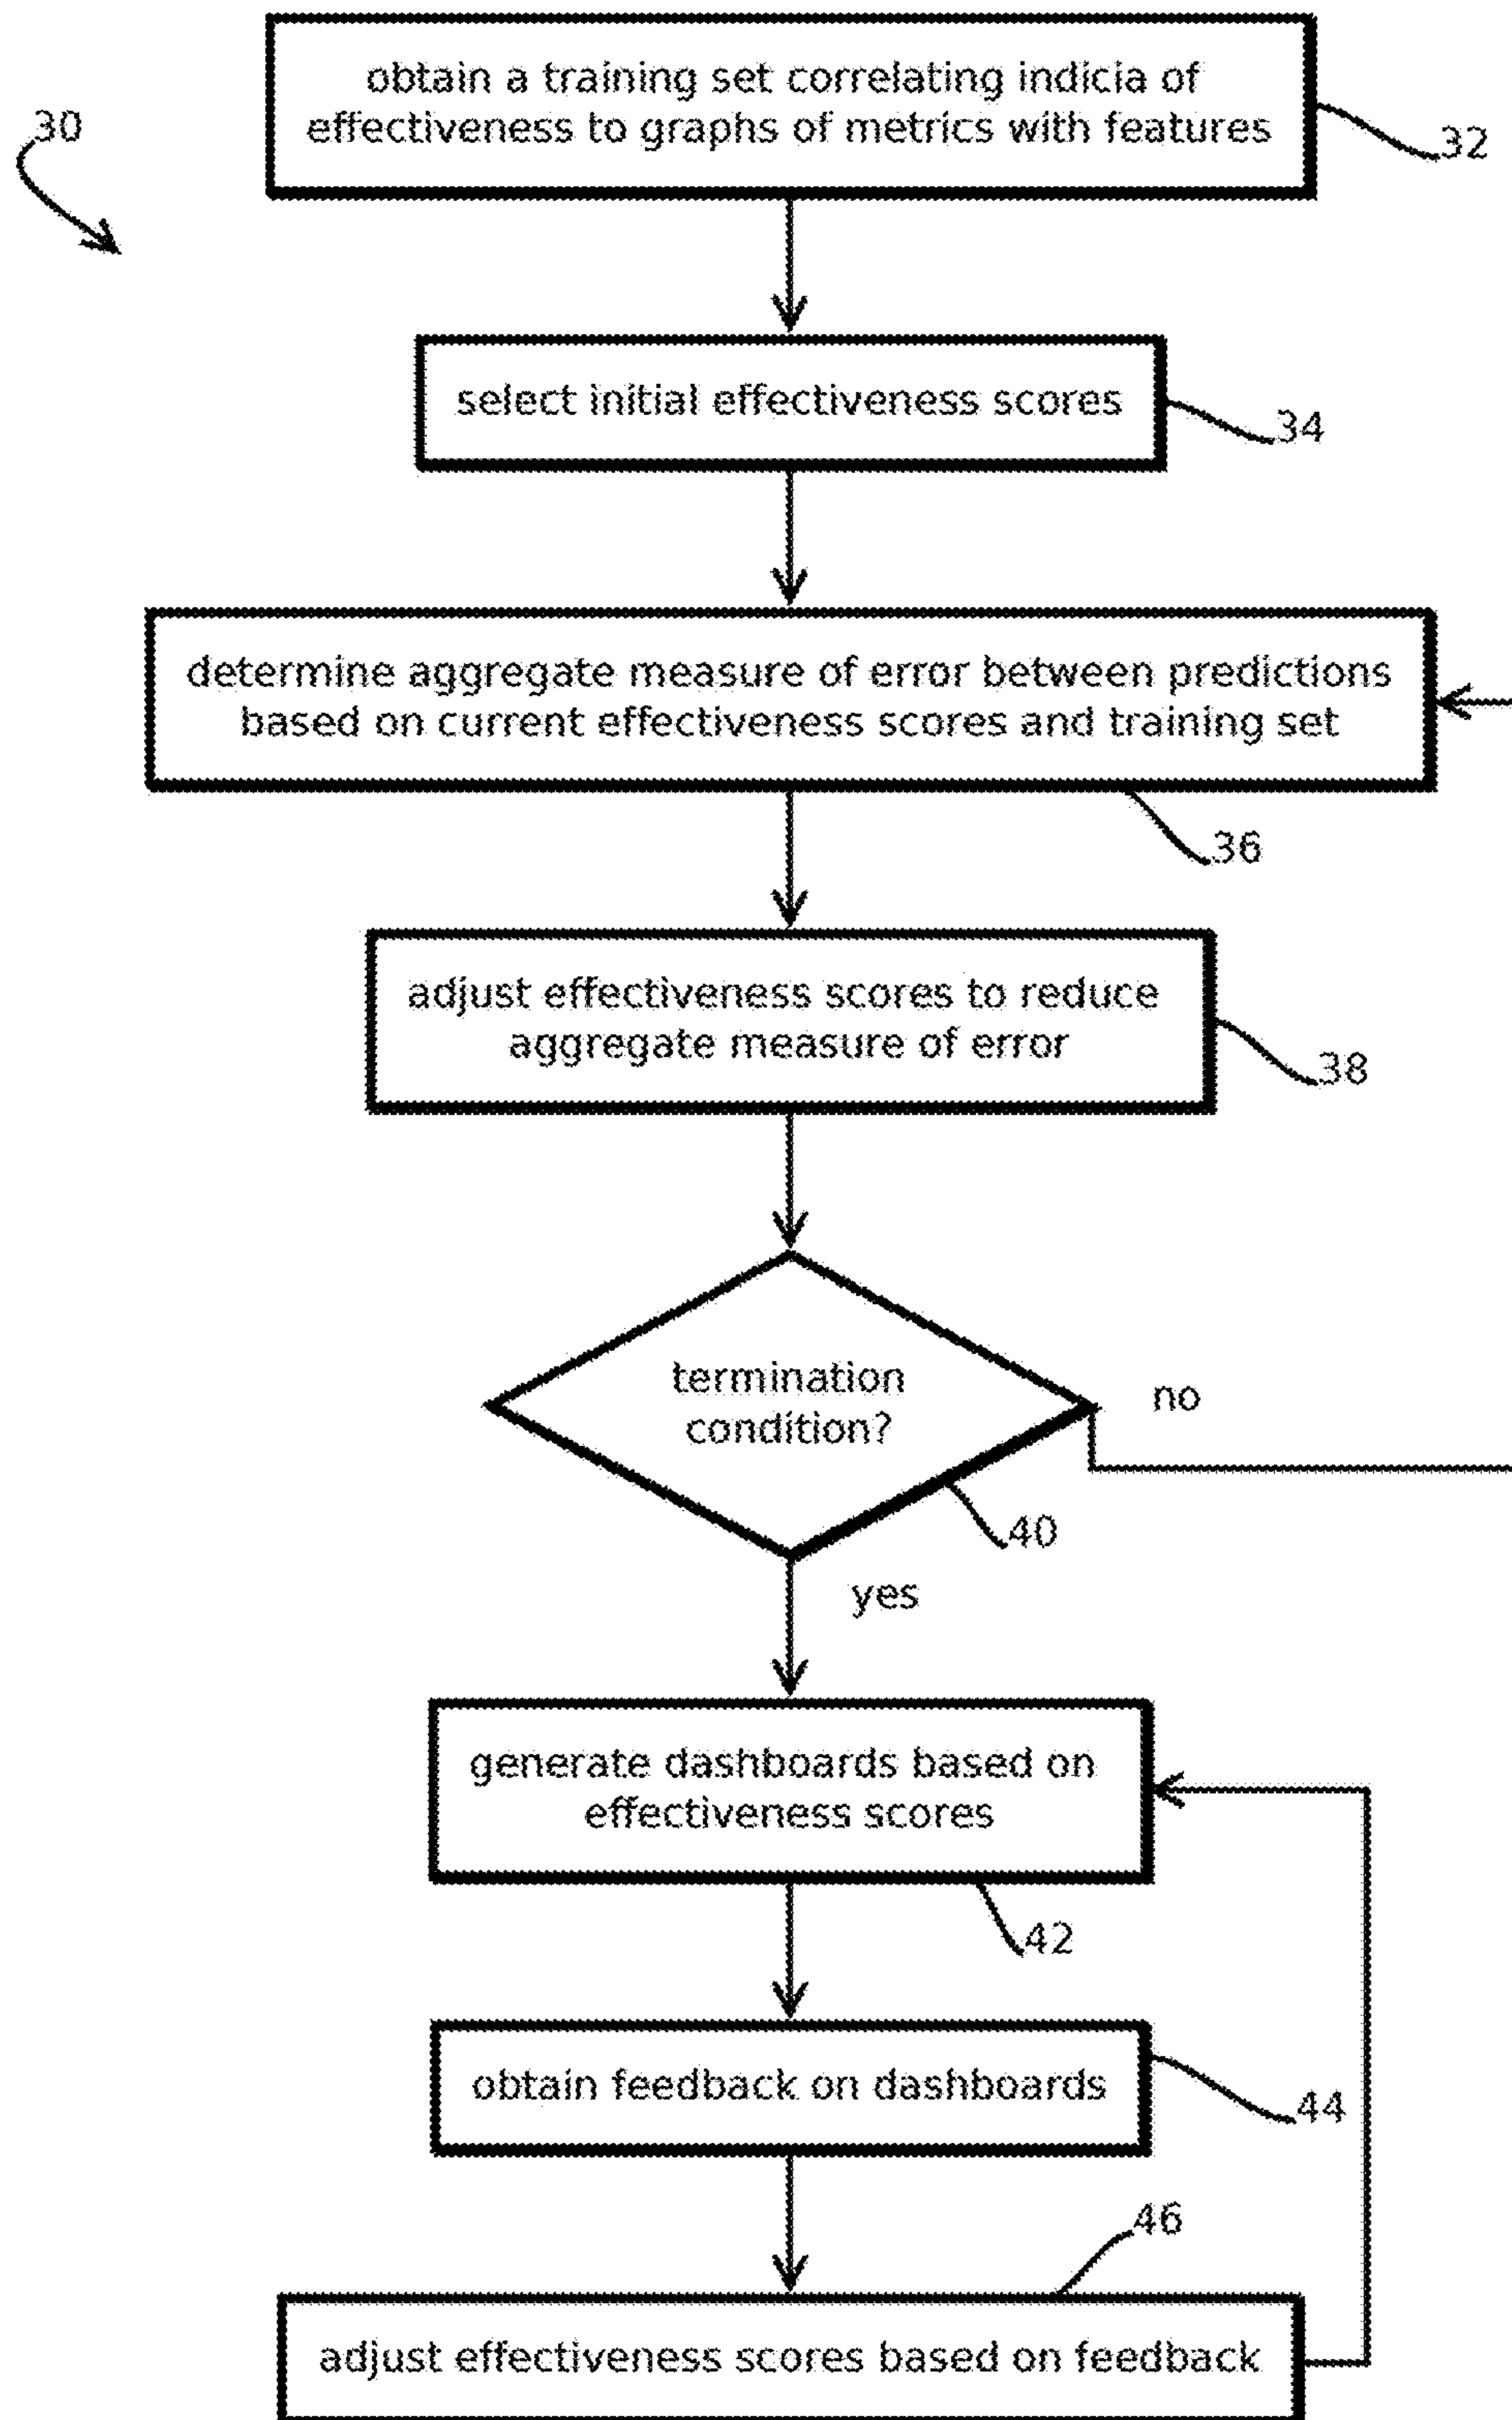 obtain a training set correlating indicia of
effectiveness to graphs of metrics with features
30
32
select initial effectiveness scores
34
determine aggregate measure of error between predictions
based on current effectiveness scores and training set
36
adjust effectiveness scores to reduce
aggregate measure of error
38
termination
condition?
no
40
yes
generate dashboards based on
effectiveness scores
42
obtain feedback on dashboards
44
46
adjust effectiveness scores based on feedback